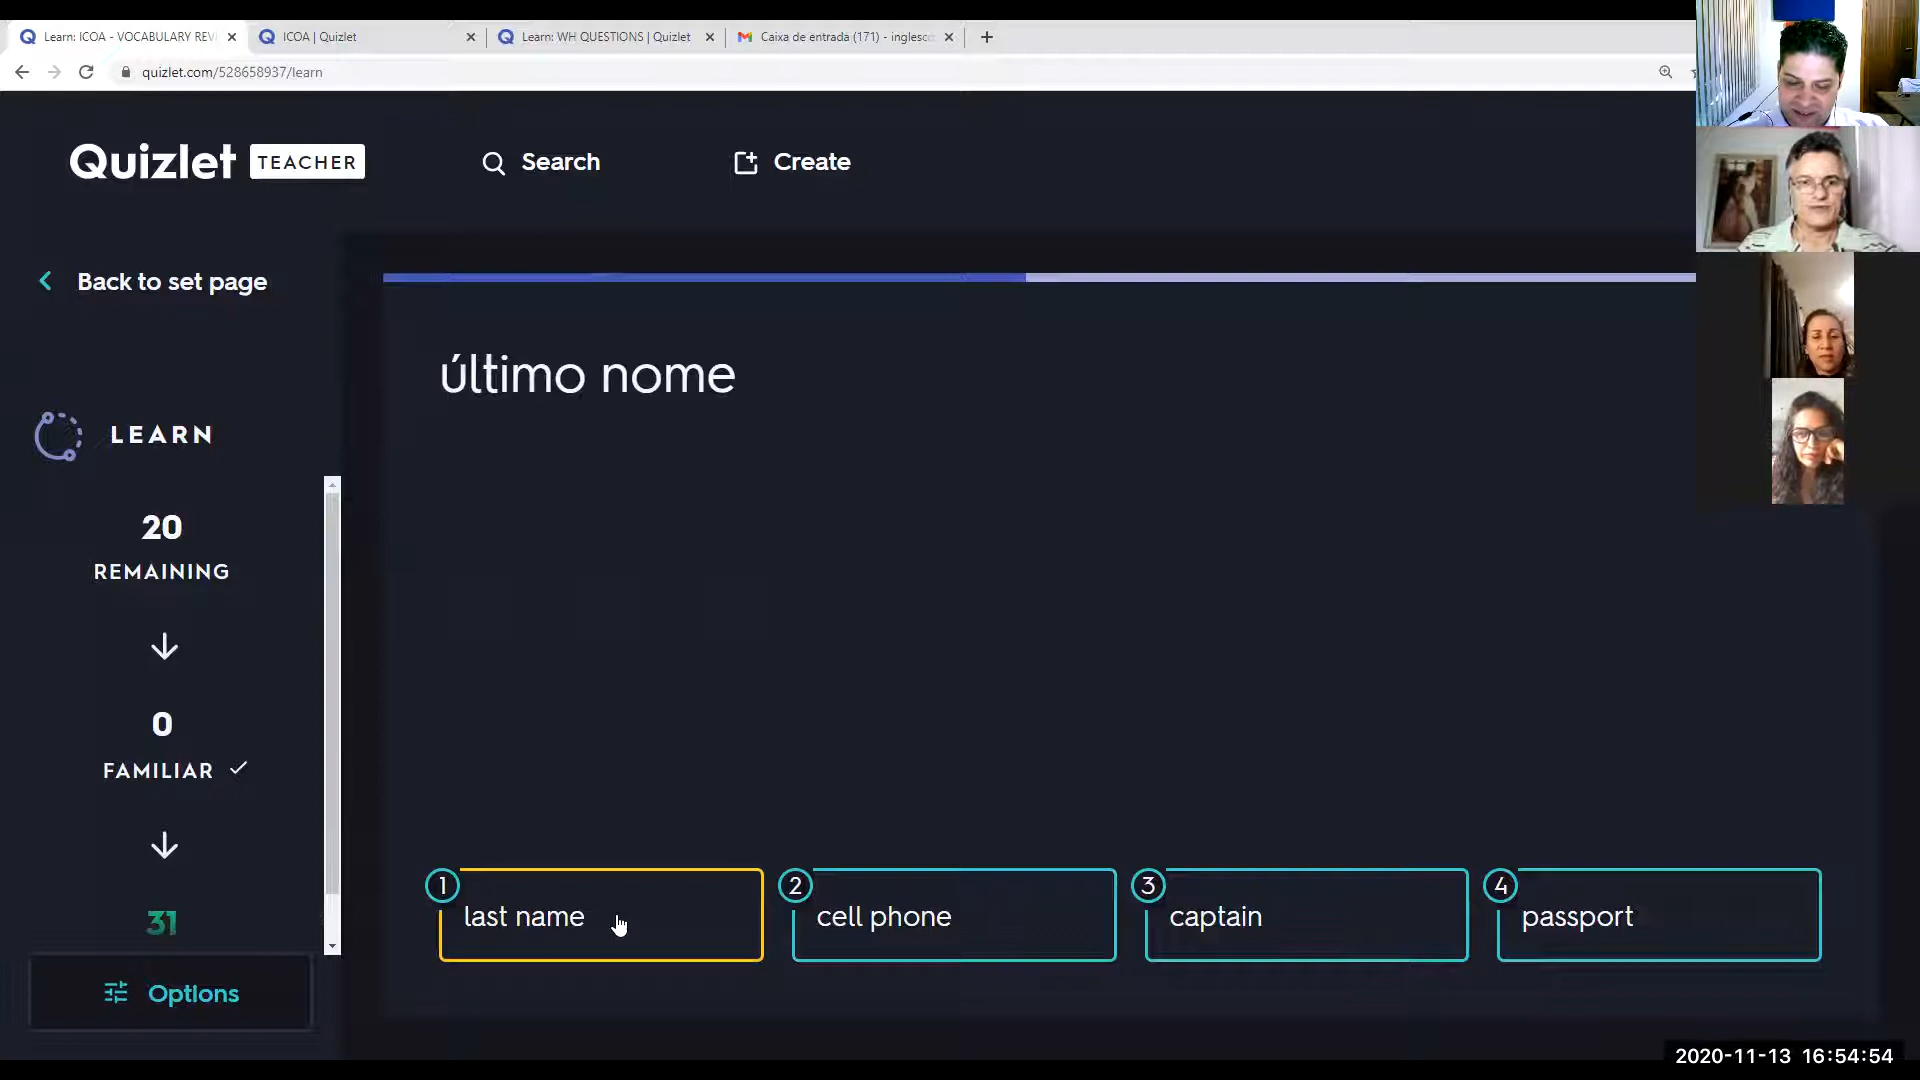 Learn: ICOA - VOCABULARY REV
ICOA | Quizlet
Learn: WH QUESTIONS | Quizlet
Caixa de entrada (171) - inglesco
quizlet.com/528658937/learn
Quizlet TEACHER
Search
Create
Back to set page
LEARN
20
REMAINING
0
FAMILIAR
31
Options
último nome
1
last name
2
cell phone
3
captain
4
passport
2020-11-13 16:54:54